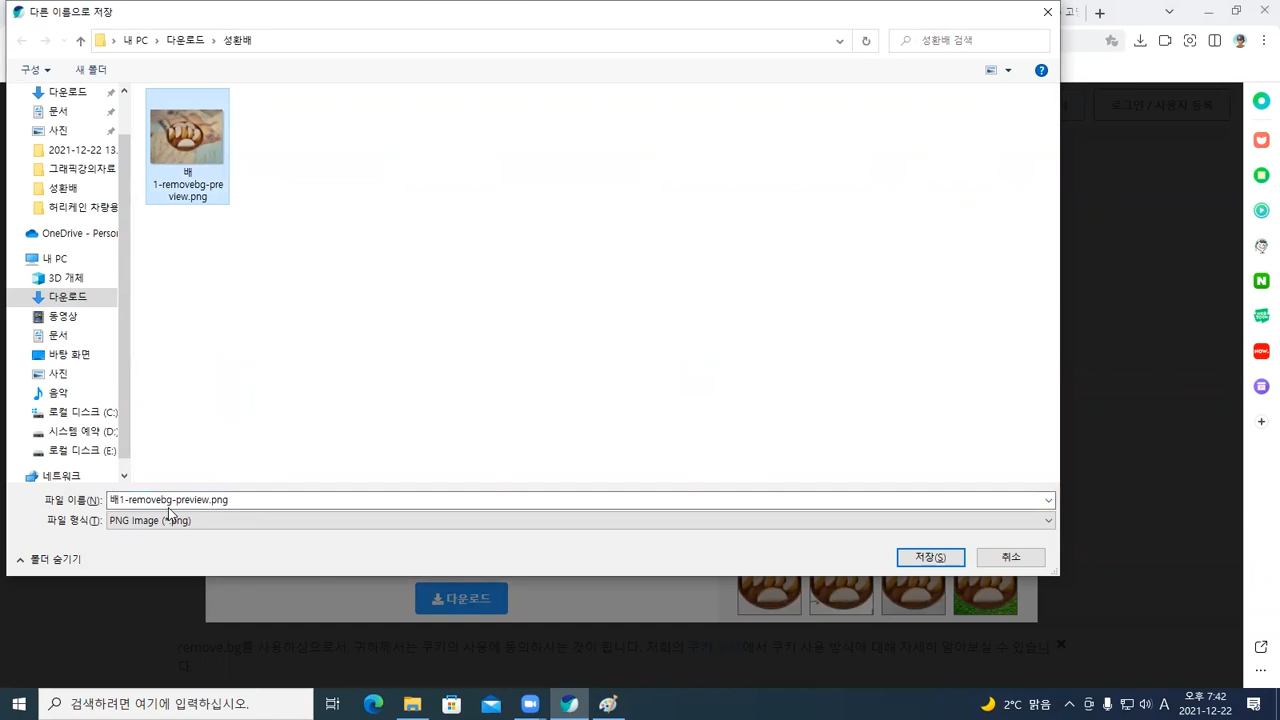 다른 이름으로 저장
내 PC > 다운로드 > 성환배
성환배 검색
구성
새 폴더
다운로드
문서
사진
2021-12-22 13.
그래픽강의자료
성환배
허리케인 차량용
OneDrive - Person
내 PC
3D 개체
다운로드
동영상
문서
바탕 화면
사진
음악
로컬 디스크 (C:)
시스템 예약 (D:)
로컬 디스크 (E:)
네트워크
배
1-removebg-pre
view.png
파일 이름(N): 배1-removebg-preview.png
파일 형식(T): PNG Image (*.png)
폴더 숨기기
저장(S)
취소
로그인 / 사용자 등록
다운로드
remove.bg를 사용하심으로서, 귀하께서는 쿠키의 사용에 동의하시는 것이 됩니다. 저희의 쿠키 정책에서 쿠키 사용 방식에 대해 자세히 알아보실 수 있습니
다.
N
NOW.
검색하려면 여기에 입력하십시오.
2°C 맑음
A
오후 7:42
2021-12-22